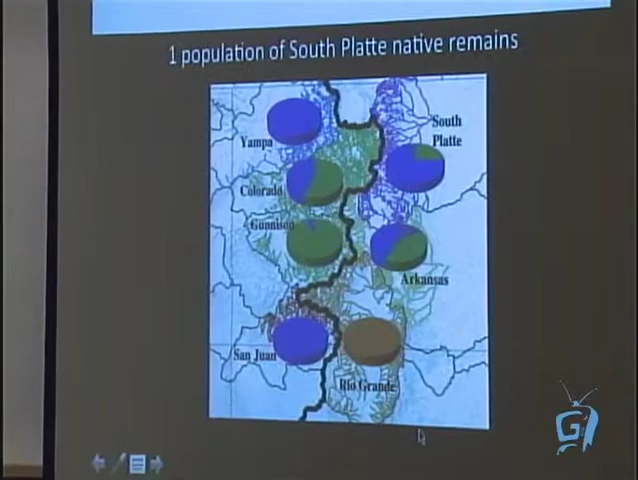 1 population of South Platte native remains
South
Platte
Yampa
Colorado
Gunnison
Arkansas
San Juan
Rio Grande
G